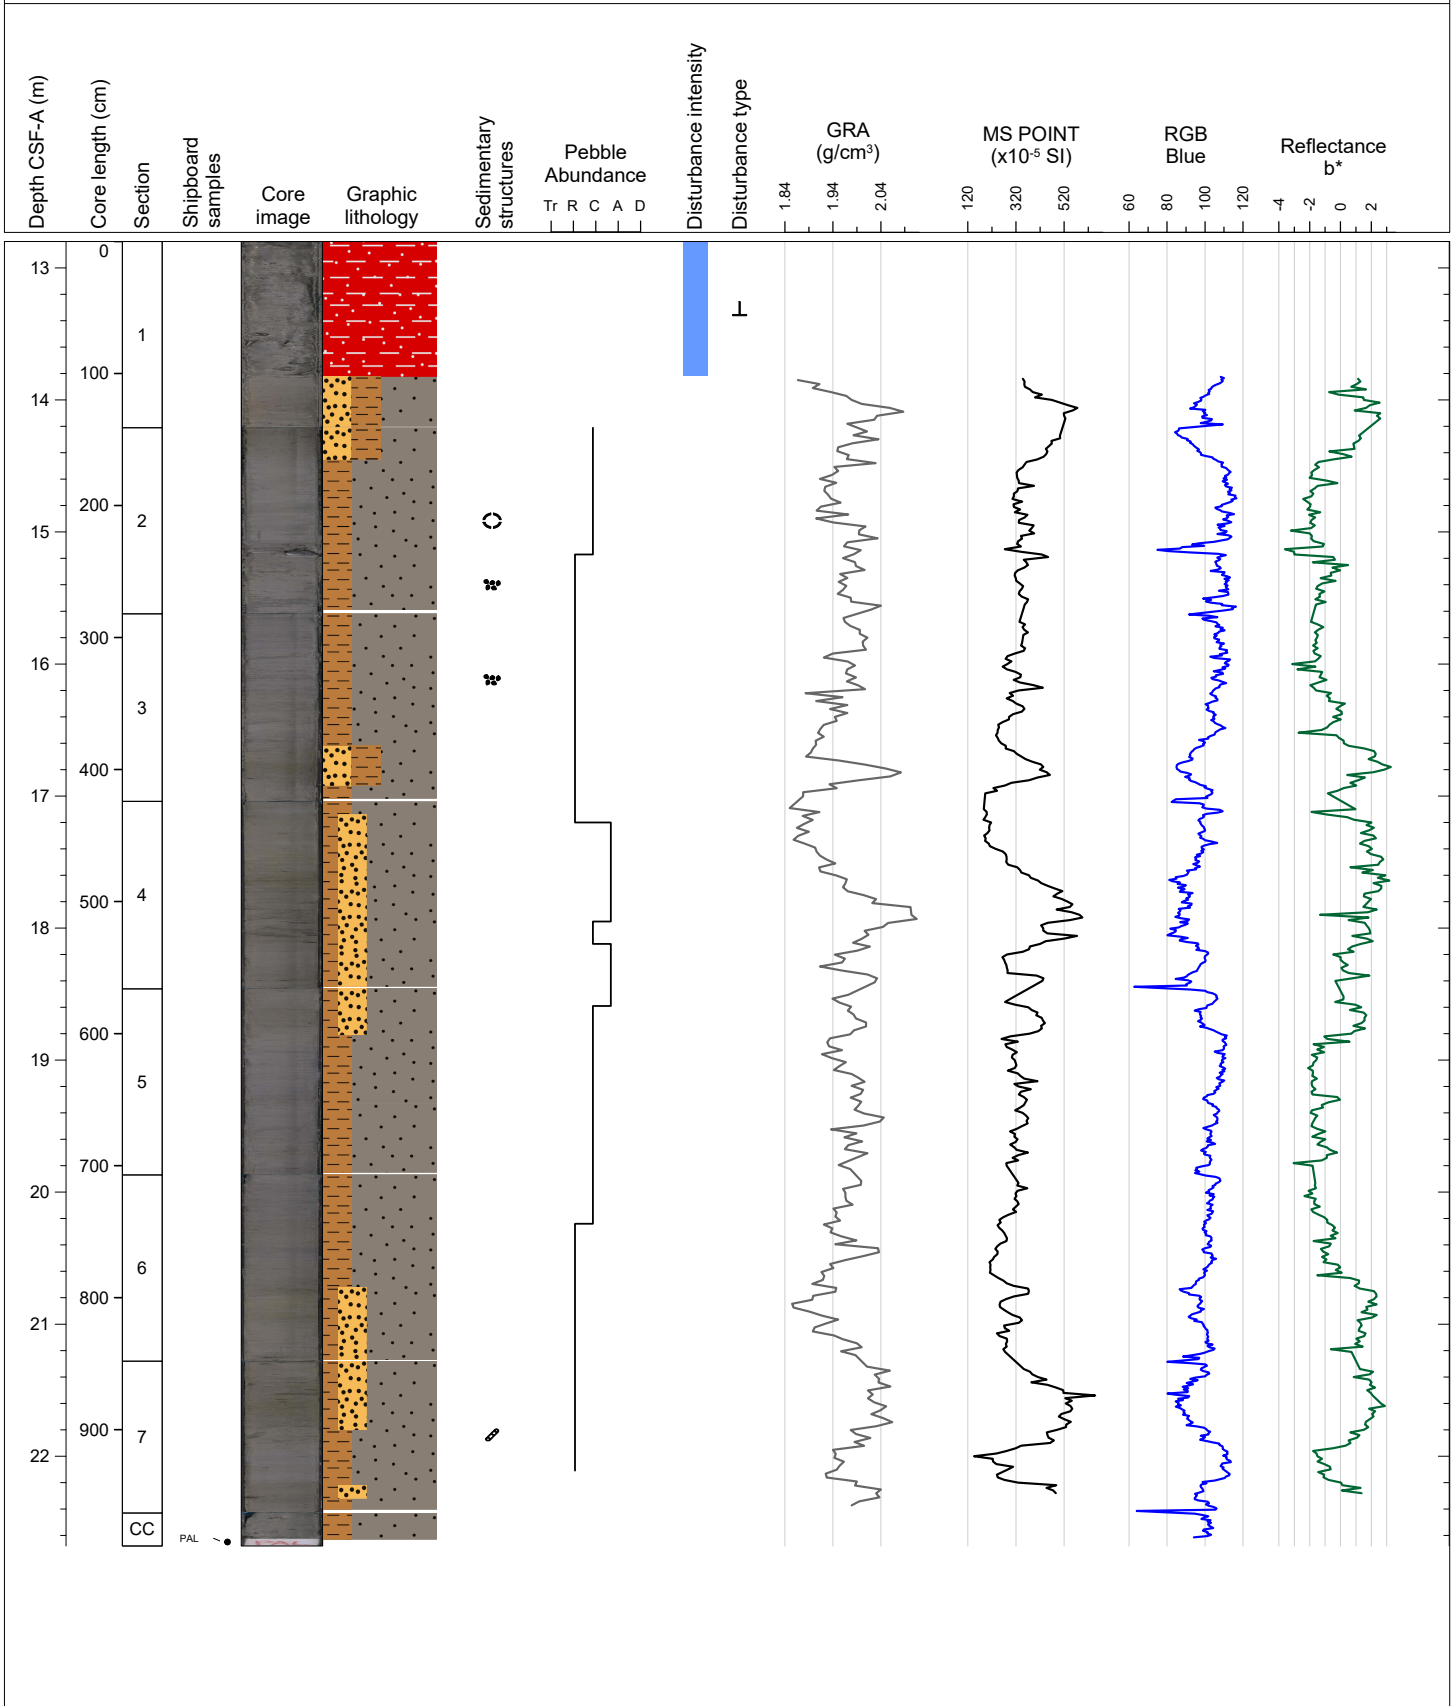 Depth CSF-A (m)
Core length (cm)
Section
Shipboard
samples
Core
image
Graphic
lithology
Sedimentary
structures
Pebble
Abundance
Tr R C A D
Disturbance intensity
Disturbance type
GRA
(g/cm³)
1.84 1.94 2.04
MS POINT
(x10⁻⁵ SI)
120 320 520
RGB
Blue
60 80 100 120
Reflectance
b*
-4 -2 0 2
0
13
1
100
14
200
2
15
300
16
3
400
17
500
4
18
600
19
5
700
20
6
800
21
900
7
22
CC
PAL